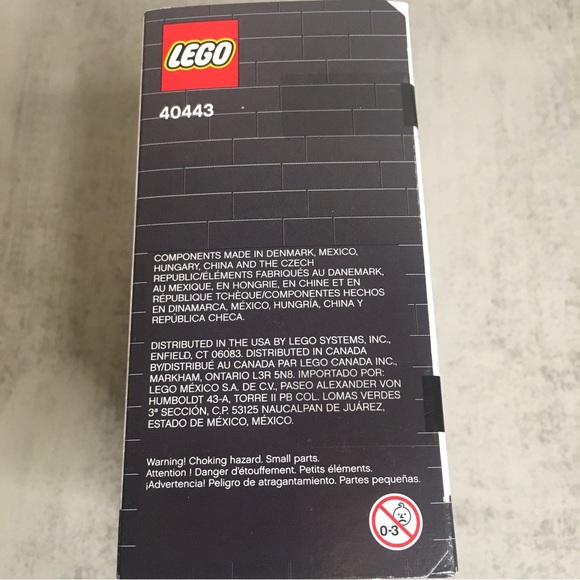 LEGO
40443
COMPONENTS MADE IN DENMARK, MEXICO,
HUNGARY, CHINA AND THE CZECH
REPUBLIC/ÉLÉMENTS FABRIQUÉS AU DANEMARK,
AU MEXIQUE, EN HONGRIE, EN CHINE ET EN
RÉPUBLIQUE TCHÈQUE/COMPONENTES HECHOS
EN DINAMARCA, MÉXICO, HUNGRÍA, CHINA Y
REPÚBLICA CHECA.
DISTRIBUTED IN THE USA BY LEGO SYSTEMS, INC.,
ENFIELD, CT 06083. DISTRIBUTED IN CANADA
BY/DISTRIBUÉ AU CANADA PAR LEGO CANADA INC.,
MARKHAM, ONTARIO L3R 5N8. IMPORTADO POR:
LEGO MÉXICO S.A. DE C.V., PASEO ALEXANDER VON
HUMBOLDT 43-A, TORRE II PB COL. LOMAS VERDES
3ª SECCIÓN, C.P. 53125 NAUCALPAN DE JUÁREZ,
ESTADO DE MÉXICO, MÉXICO.
Warning! Choking hazard. Small parts.
Attention ! Danger d'étouffement. Petits éléments.
¡Advertencia! Peligro de atragantamiento. Partes pequeñas.
0-3